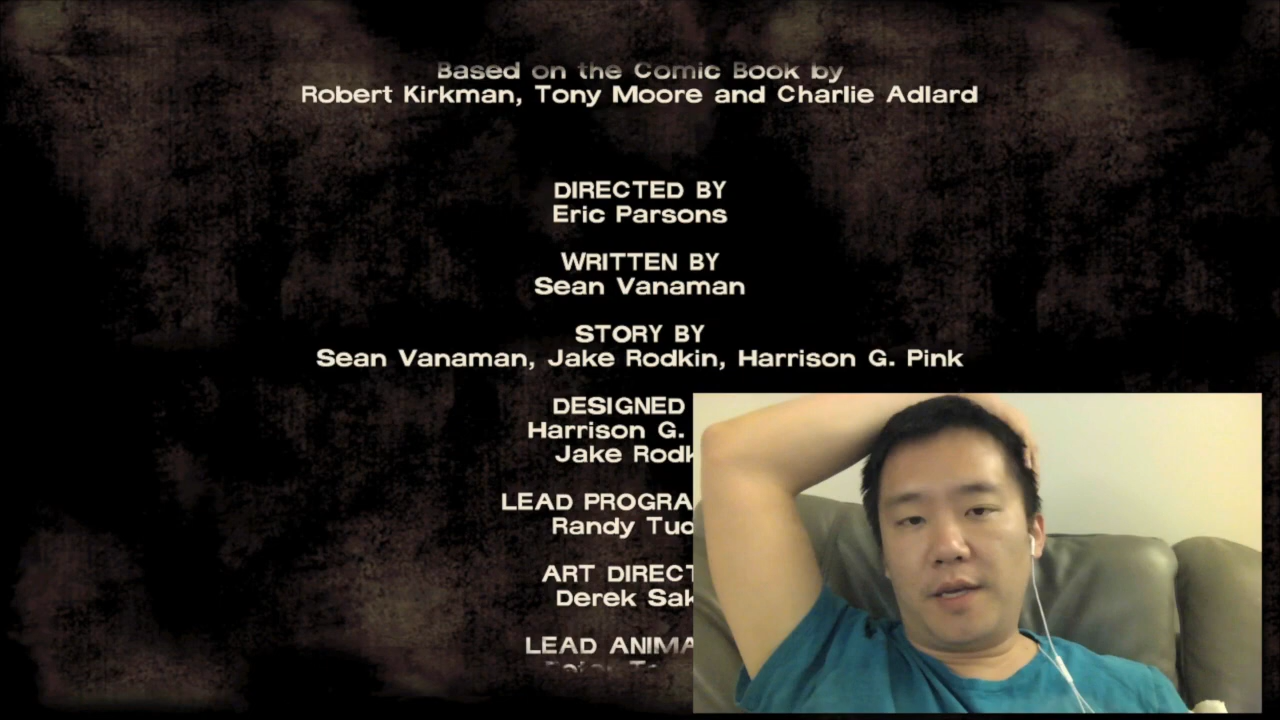 Based on the Comic Book by
Robert Kirkman, Tony Moore and Charlie Adlard
DIRECTED BY
Eric Parsons
WRITTEN BY
Sean Vanaman
STORY BY
Sean Vanaman, Jake Rodkin, Harrison G. Pink
DESIGNED
Harrison G.
Jake Rodk
LEAD PROGRA
Randy Tuo
ART DIRECT
Derek Sak
LEAD ANIMA